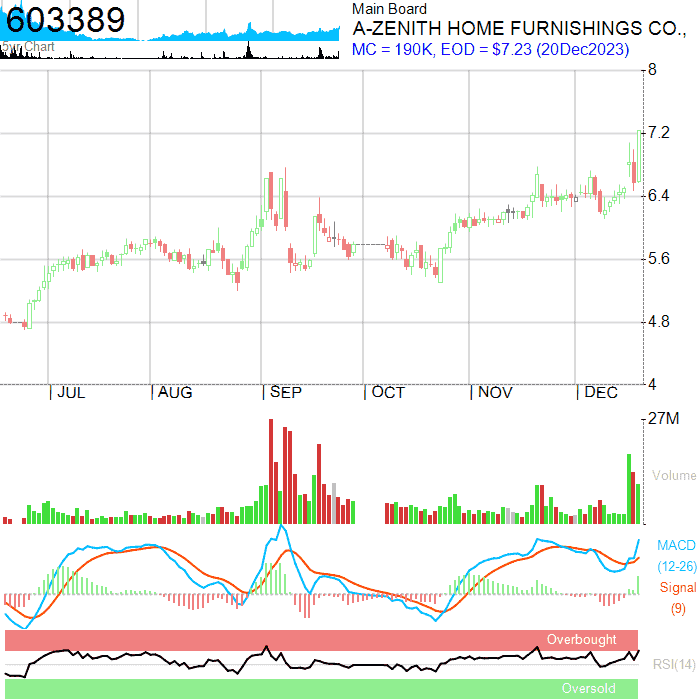 603389
5yr Chart
Main Board
A-ZENITH HOME FURNISHINGS CO.,
MC = 190K, EOD = $7.23 (20Dec2023)
8
7.2
6.4
5.6
4.8
4
| JUL | AUG | SEP | OCT | NOV | DEC
27M
Volume
MACD
(12-26)
Signal
(9)
Overbought
RSI(14)
Oversold